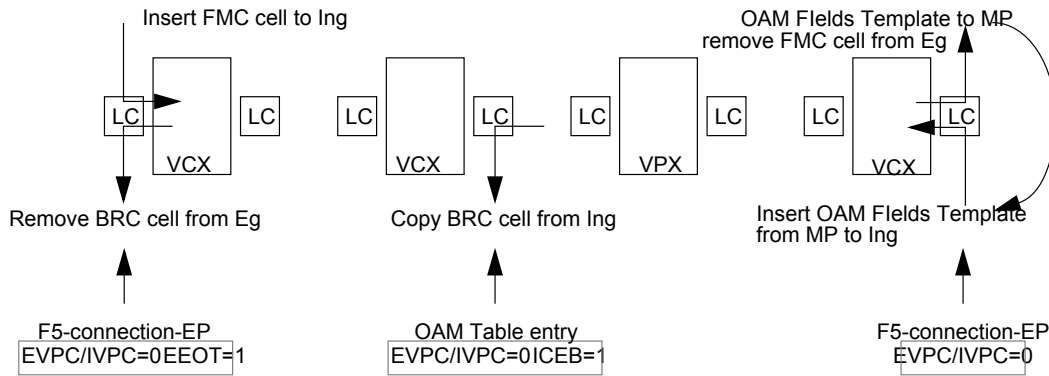 Insert FMC cell to Ing
OAM FIelds Template to MP
remove FMC cell from Eg
LC
LC
LC
LC
LC
LC
LC
LC
VCX
VCX
VPX
VCX
Remove BRC cell from Eg
Copy BRC cell from Ing
Insert OAM FIelds Template
from MP to Ing
F5-connection-EP
OAM Table entry
F5-connection-EP
EVPC/IVPC=0EEOT=1
EVPC/IVPC=0ICEB=1
EVPC/IVPC=0